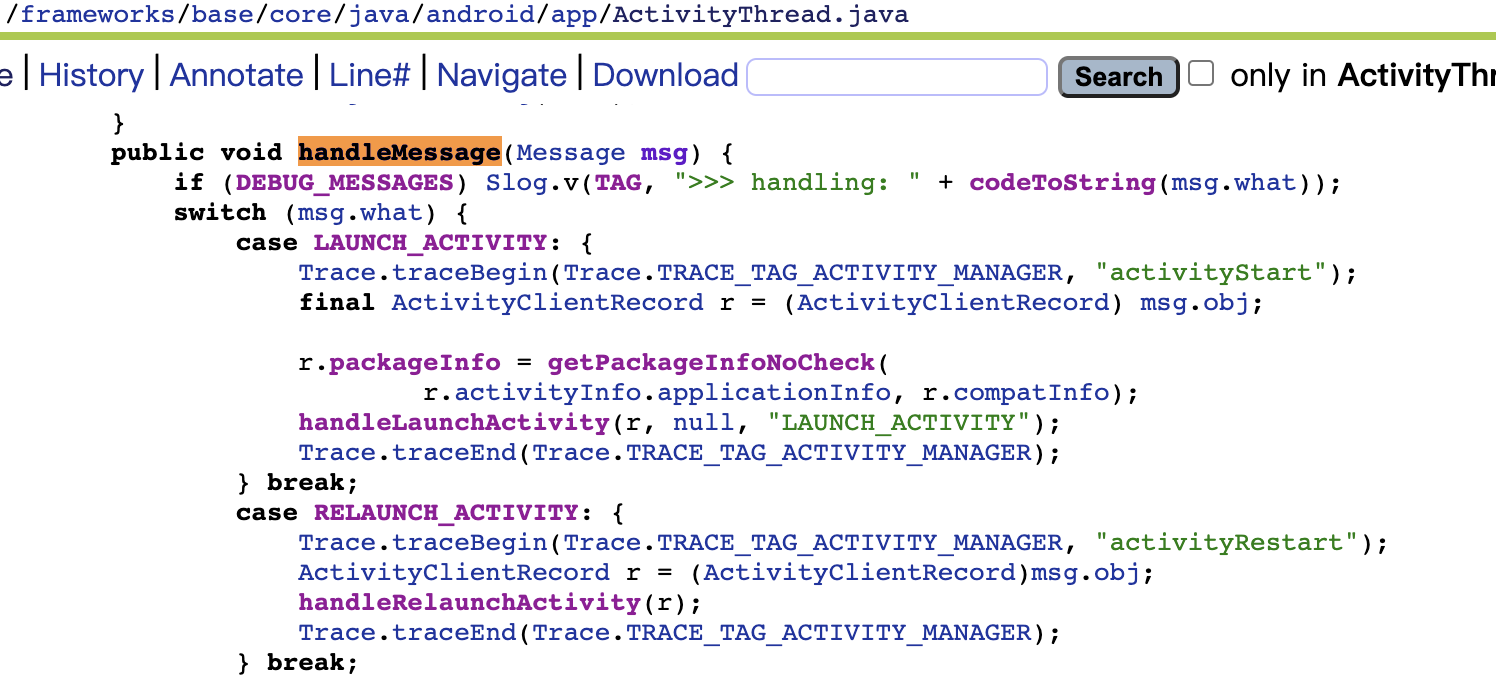 /frameworks/base/core/java/android/app/ActivityThread.java
e | History | Annotate | Line# | Navigate | Download Search only in ActivityThr
}
public void handleMessage(Message msg) {
if (DEBUG_MESSAGES) Slog.v(TAG, ">>> handling: " + codeToString(msg.what));
switch (msg.what) {
case LAUNCH_ACTIVITY: {
Trace.traceBegin(Trace.TRACE_TAG_ACTIVITY_MANAGER, "activityStart");
final ActivityClientRecord r = (ActivityClientRecord) msg.obj;
r.packageInfo = getPackageInfoNoCheck(
r.activityInfo.applicationInfo, r.compatInfo);
handleLaunchActivity(r, null, "LAUNCH_ACTIVITY");
Trace.traceEnd(Trace.TRACE_TAG_ACTIVITY_MANAGER);
} break;
case RELAUNCH_ACTIVITY: {
Trace.traceBegin(Trace.TRACE_TAG_ACTIVITY_MANAGER, "activityRestart");
ActivityClientRecord r = (ActivityClientRecord)msg.obj;
handleRelaunchActivity(r);
Trace.traceEnd(Trace.TRACE_TAG_ACTIVITY_MANAGER);
} break;